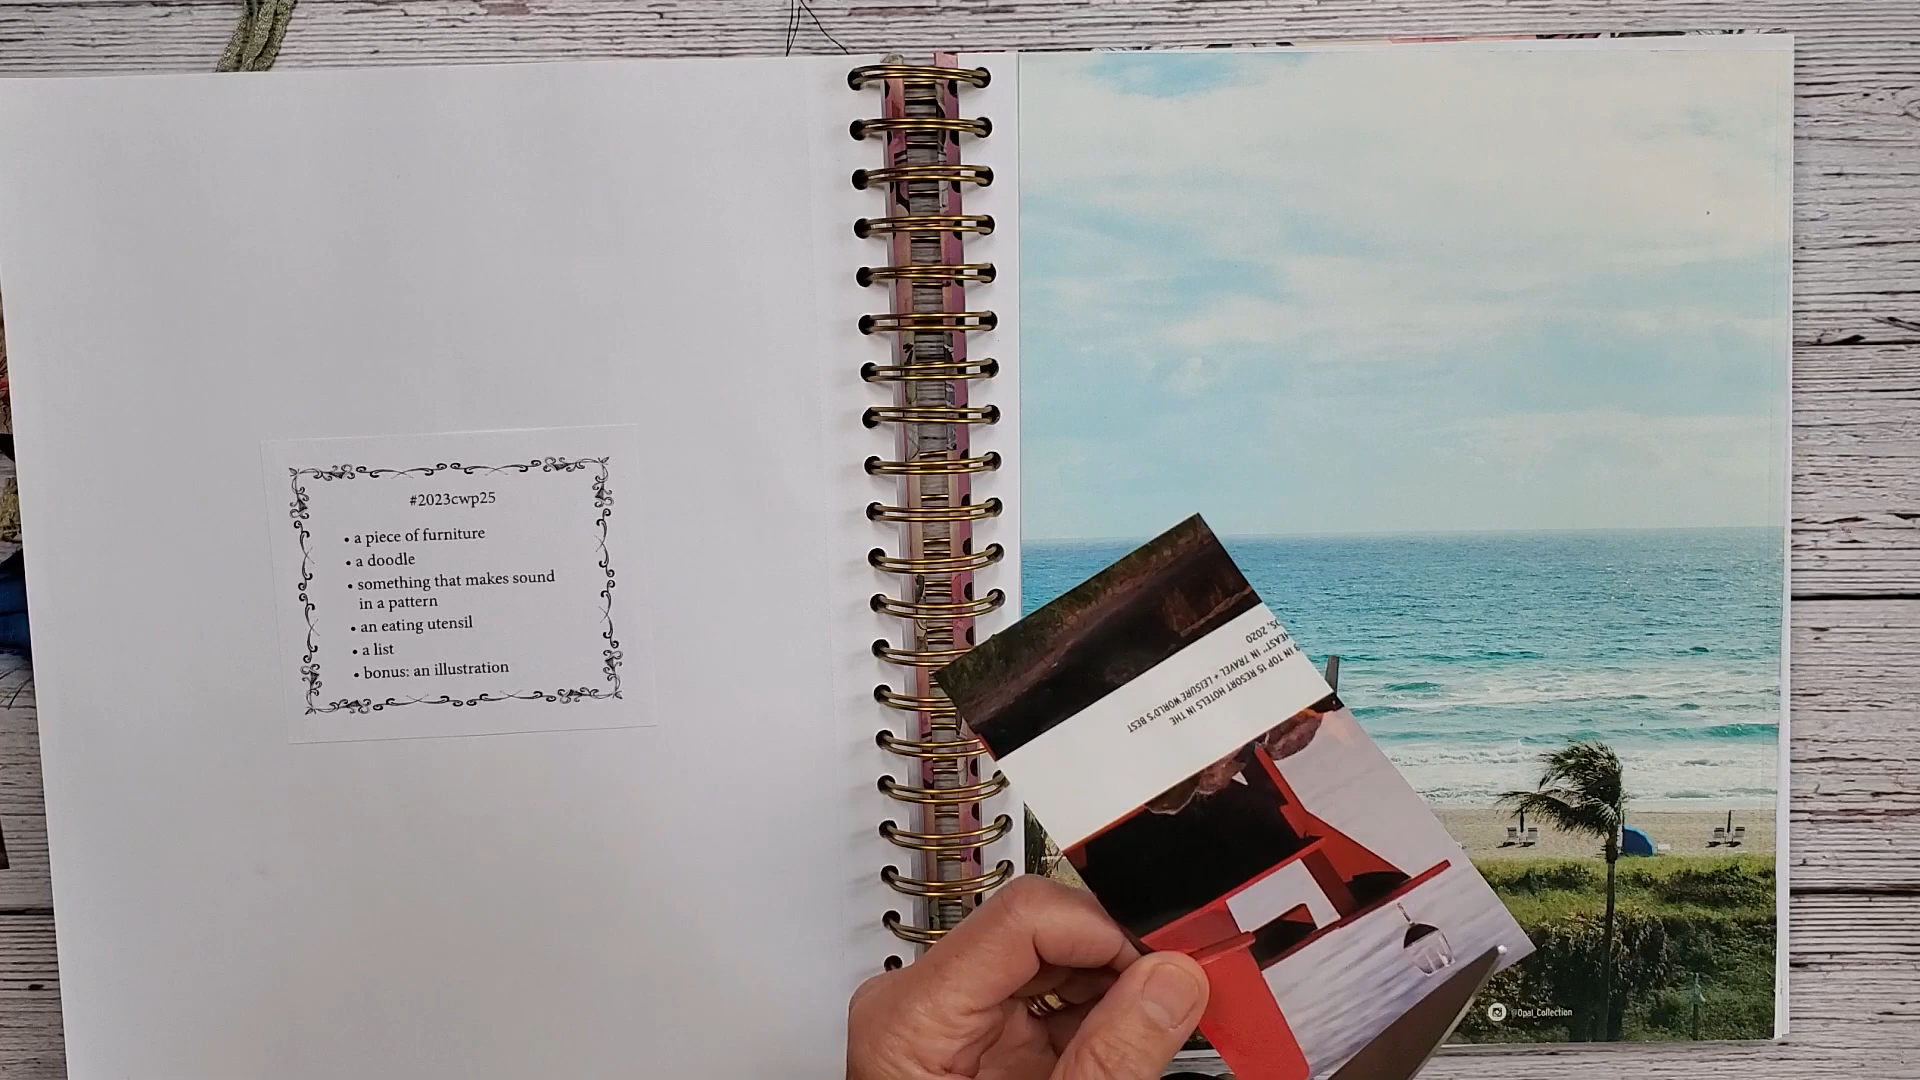 #2023cwp25
• a piece of furniture
• a doodle
• something that makes sound
in a pattern
• an eating utensil
• a list
• bonus: an illustration
IN TOP 15 RESORT HOTELS IN THE
EAST" IN TRAVEL + LEISURE WORLD'S BEST
2020
@Opal_Collection